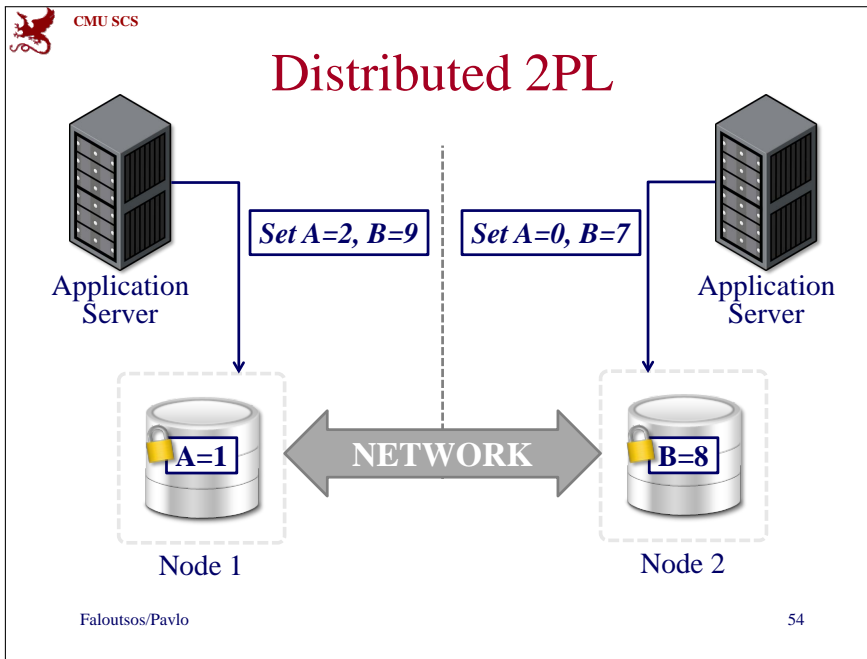 CMU SCS
Distributed 2PL
Set A=2, B=9
Set A=0, B=7
Application
Server
Application
Server
A=1
NETWORK
B=8
Node 1
Node 2
Faloutsos/Pavlo
54